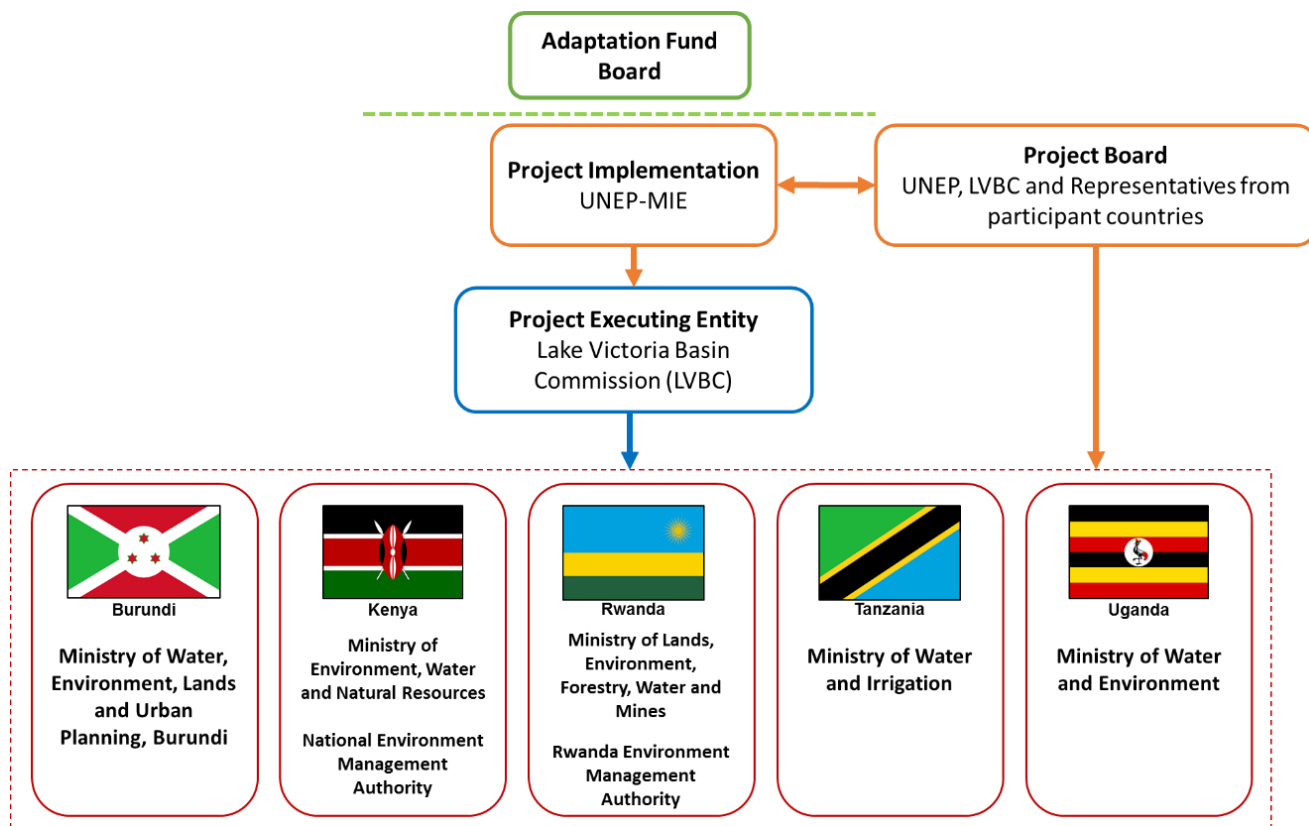 Adaptation Fund
Board
Project Implementation
UNEP-MIE
Project Board
UNEP, LVBC and Representatives from
participant countries
Project Executing Entity
Lake Victoria Basin
Commission (LVBC)
Burundi
Ministry of Water,
Environment, Lands
and Urban
Planning, Burundi
Kenya
Ministry of
Environment, Water
and Natural Resources
National Environment
Management
Authority
Rwanda
Ministry of Lands,
Environment,
Forestry, Water and
Mines
Rwanda Environment
Management
Authority
Tanzania
Ministry of Water
and Irrigation
Uganda
Ministry of Water
and Environment